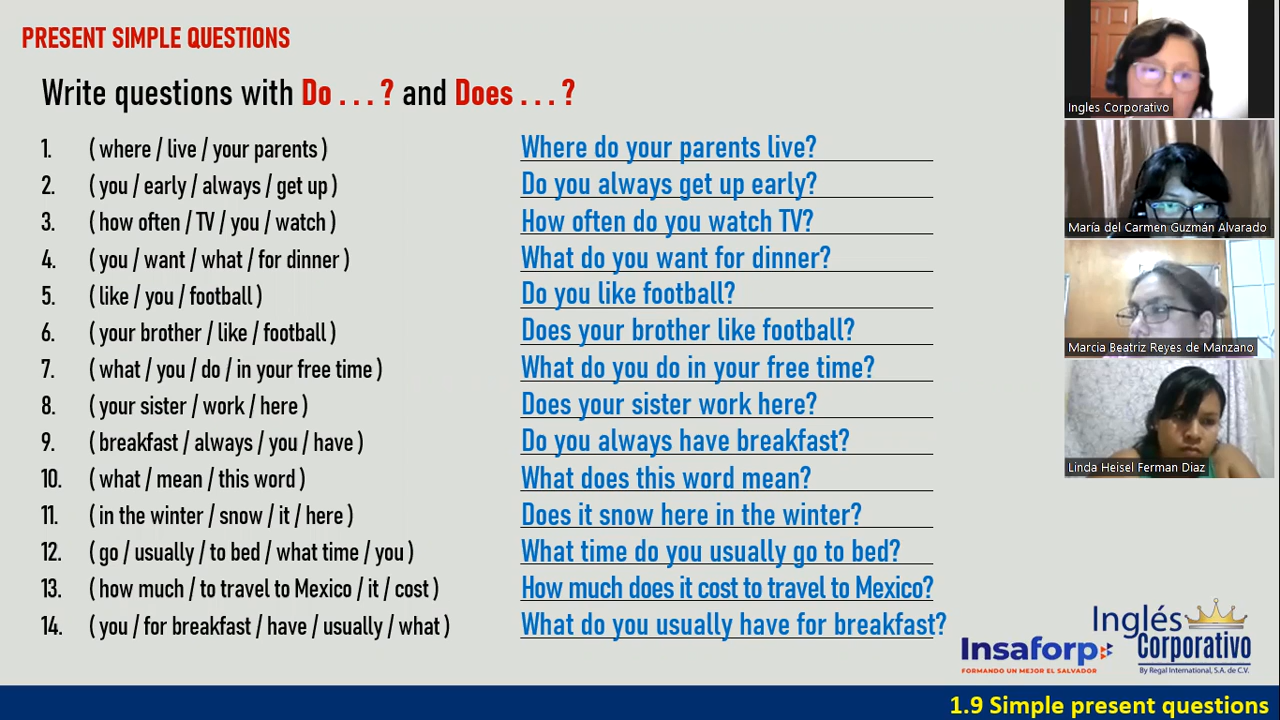 PRESENT SIMPLE QUESTIONS
Write questions with Do . . . ? and Does . . . ?
1. ( where / live / your parents ) Where do your parents live?
2. ( you / early / always / get up ) Do you always get up early?
3. ( how often / TV / you / watch ) How often do you watch TV?
4. ( you / want / what / for dinner ) What do you want for dinner?
5. ( like / you / football ) Do you like football?
6. ( your brother / like / football ) Does your brother like football?
7. ( what / you / do / in your free time ) What do you do in your free time?
8. ( your sister / work / here ) Does your sister work here?
9. ( breakfast / always / you / have ) Do you always have breakfast?
10. ( what / mean / this word ) What does this word mean?
11. ( in the winter / snow / it / here ) Does it snow here in the winter?
12. ( go / usually / to bed / what time / you ) What time do you usually go to bed?
13. ( how much / to travel to Mexico / it / cost ) How much does it cost to travel to Mexico?
14. ( you / for breakfast / have / usually / what ) What do you usually have for breakfast?
Ingles Corporativo
María del Carmen Guzmán Alvarado
Marcia Beatriz Reyes de Manzano
Linda Heisel Ferman Diaz
Insaforp
FORMANDO UN MEJOR EL SALVADOR
Inglés
Corporativo
By Regal International, S.A. de C.V.
1.9 Simple present questions